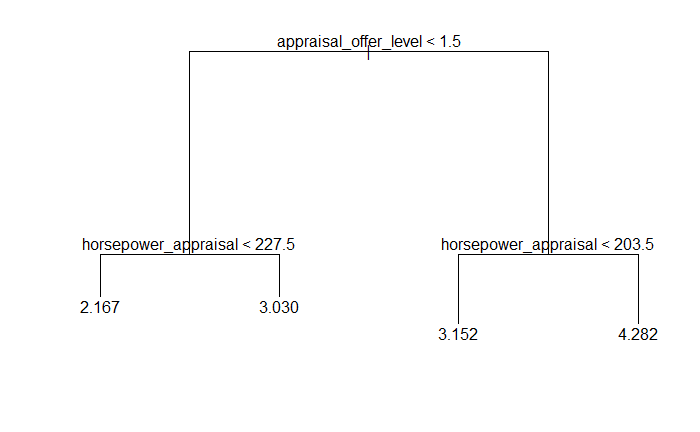 appraisal_offer_level < 1.5
horsepower_appraisal < 227.5
horsepower_appraisal < 203.5
2.167
3.030
3.152
4.282